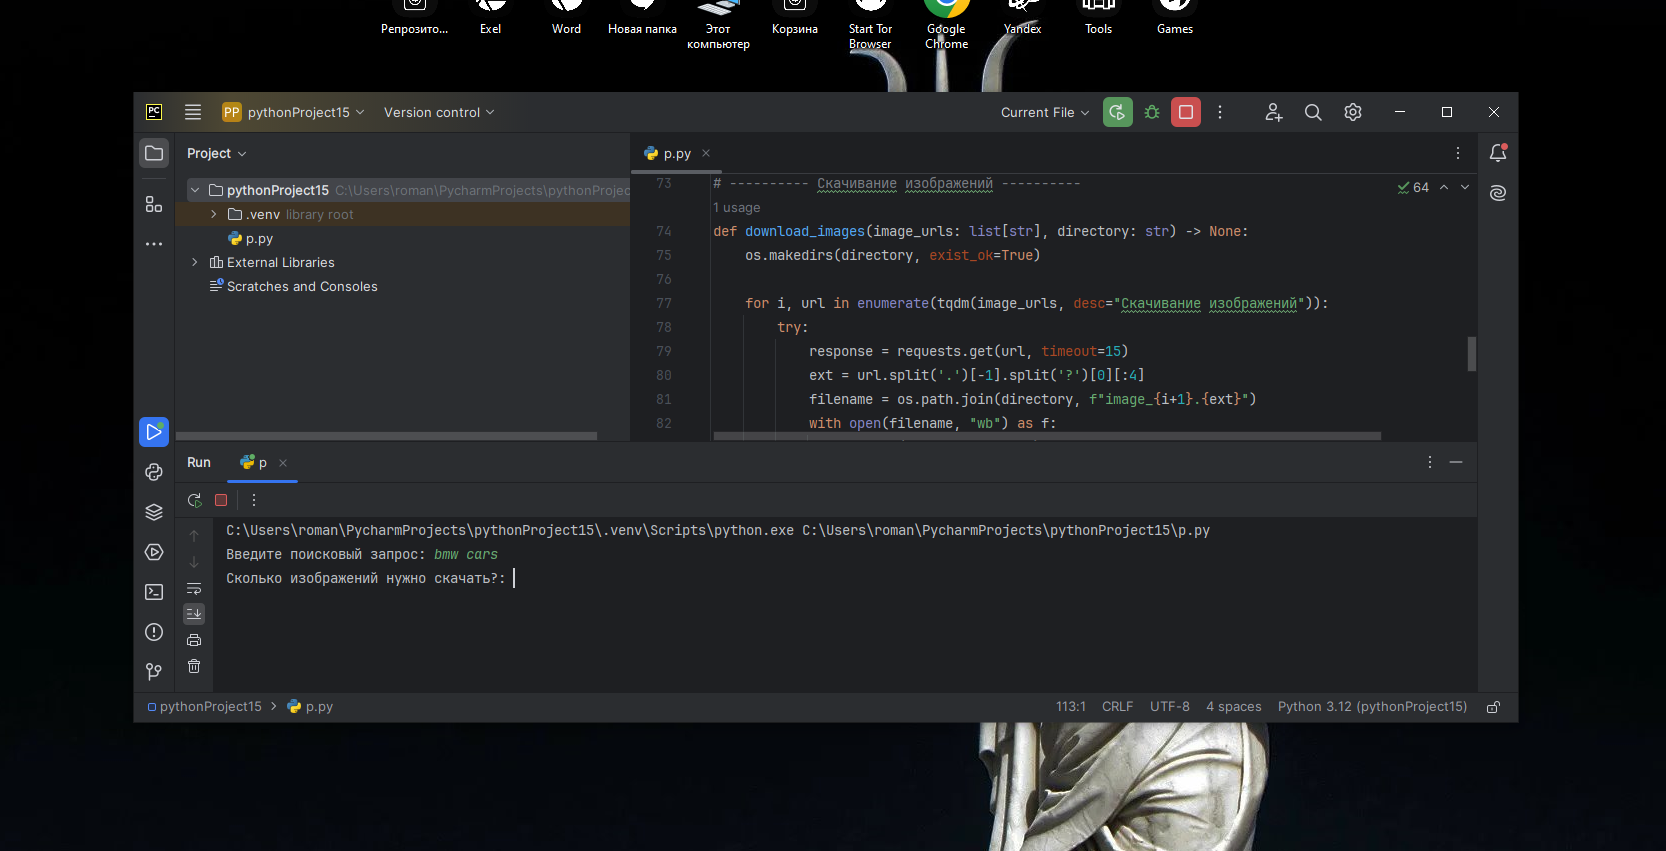 Репрозито...
Exel
Word
Новая папка
Этот компьютер
Корзина
Start Tor Browser
Google Chrome
Yandex
Tools
Games
PC
PP pythonProject15
Version control
Current File
Project
p.py
pythonProject15 C:\Users\roman\PycharmProjects\pythonProjec
.venv library root
p.py
External Libraries
Scratches and Consoles
64
73 # ---------- Скачивание изображений ----------
1 usage
74 def download_images(image_urls: list[str], directory: str) -> None:
75 os.makedirs(directory, exist_ok=True)
76
77 for i, url in enumerate(tqdm(image_urls, desc="Скачивание изображений")):
78 try:
79 response = requests.get(url, timeout=15)
80 ext = url.split('.')[-1].split('?')[0][:4]
81 filename = os.path.join(directory, f"image_{i+1}.{ext}")
82 with open(filename, "wb") as f:
Run
p
C:\Users\roman\PycharmProjects\pythonProject15\.venv\Scripts\python.exe C:\Users\roman\PycharmProjects\pythonProject15\p.py
Введите поисковый запрос: bmw cars
Сколько изображений нужно скачать?:
pythonProject15 > p.py
113:1 CRLF UTF-8 4 spaces Python 3.12 (pythonProject15)